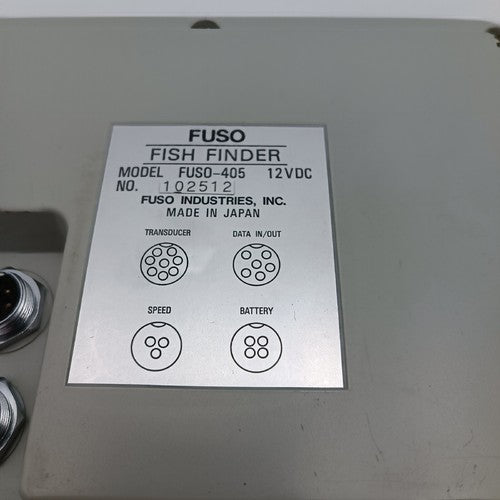 FUSO
FISH FINDER
MODEL FUSO-405 12VDC
NO. 102512
FUSO INDUSTRIES, INC.
MADE IN JAPAN
TRANSDUCER DATA IN/OUT
SPEED BATTERY